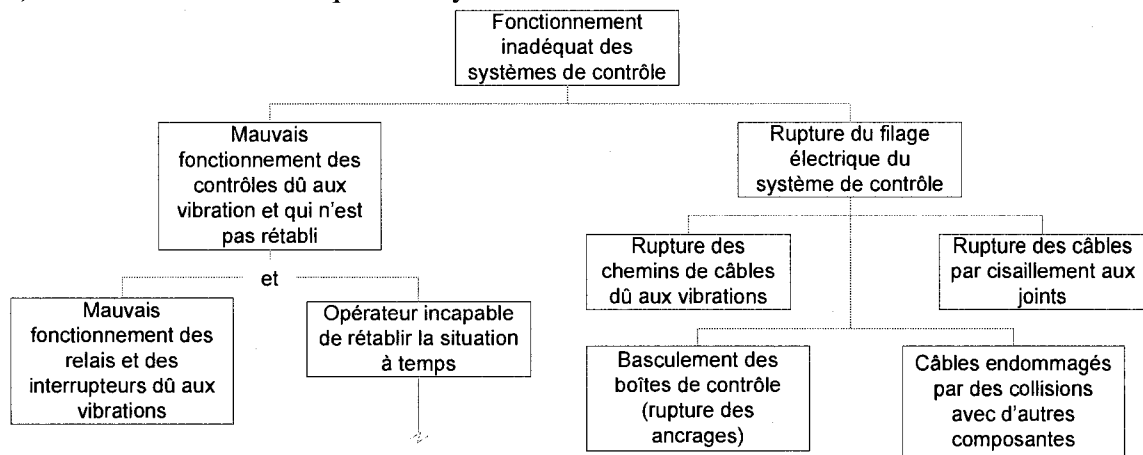 Fonctionnement
inadéquat des
systèmes de contrôle
Mauvais
fonctionnement des
contrôles dû aux
vibration et qui n'est
pas rétabli
Rupture du filage
électrique du
système de contrôle
et
Mauvais
fonctionnement des
relais et des
interrupteurs dû aux
vibrations
Opérateur incapable
de rétablir la situation
à temps
Rupture des
chemins de câbles
dû aux vibrations
Rupture des câbles
par cisaillement aux
joints
Basculement des
boîtes de contrôle
(rupture des
ancrages)
Câbles endommagés
par des collisions
avec d'autres
composantes